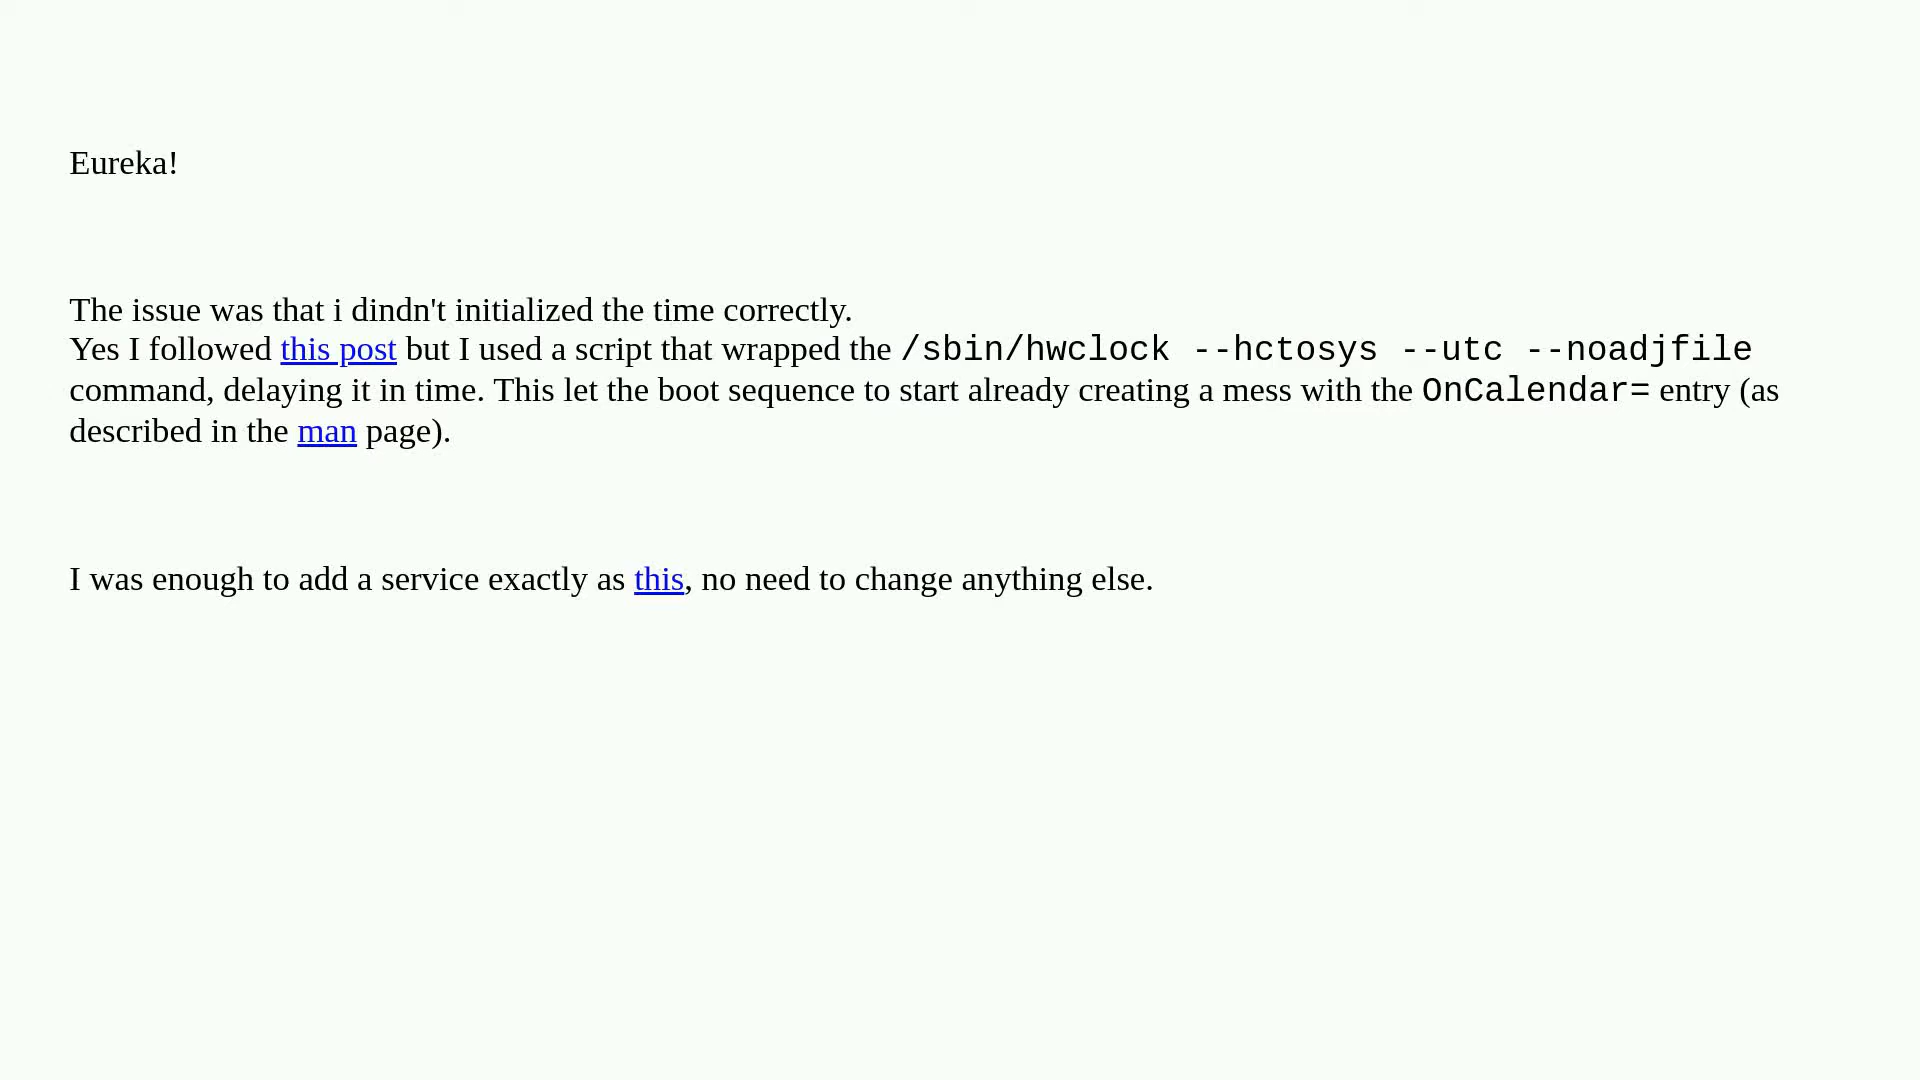 Eureka!
The issue was that i dindn't initialized the time correctly.
Yes I followed this post but I used a script that wrapped the /sbin/hwclock --hctosys --utc --noadjfile
command, delaying it in time. This let the boot sequence to start already creating a mess with the OnCalendar= entry (as
described in the man page).
I was enough to add a service exactly as this, no need to change anything else.